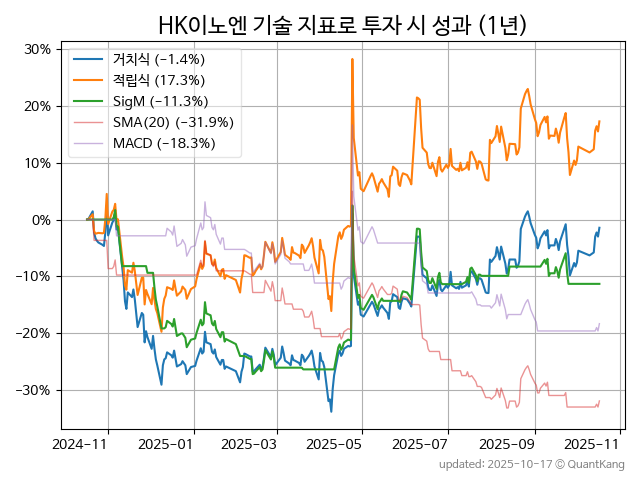 HK이노엔 기술 지표로 투자 시 성과 (1년)
거치식 (−1.4%)
적립식 (17.3%)
SigM (−11.3%)
SMA(20) (−31.9%)
MACD (−18.3%)
30%
20%
10%
0%
−10%
−20%
−30%
2024-11 2025-01 2025-03 2025-05 2025-07 2025-09 2025-11
updated: 2025-10-17 © QuantKang